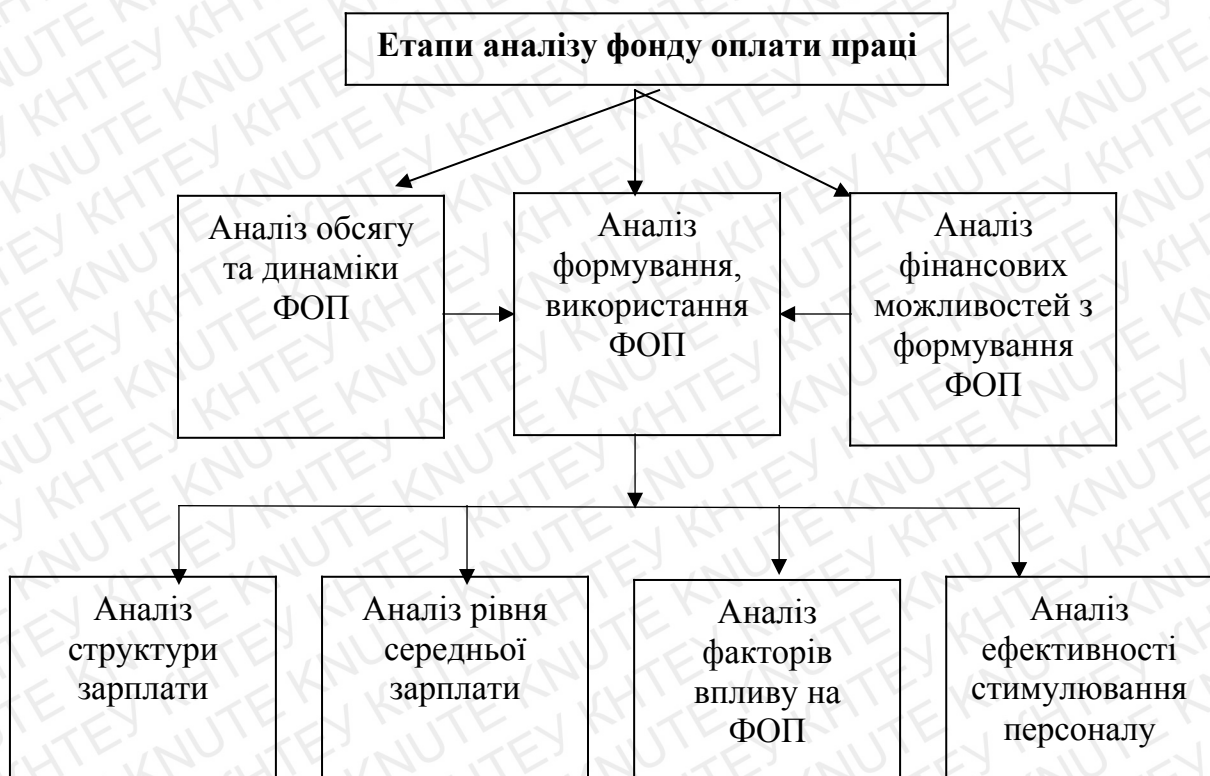 Етапи аналізу фонду оплати праці
Аналіз обсягу
та динаміки
ФОП
Аналіз
формування,
використання
ФОП
Аналіз
фінансових
можливостей з
формування
ФОП
Аналіз
структури
зарплати
Аналіз рівня
середньої
зарплати
Аналіз
факторів
впливу на
ФОП
Аналіз
ефективності
стимулювання
персоналу